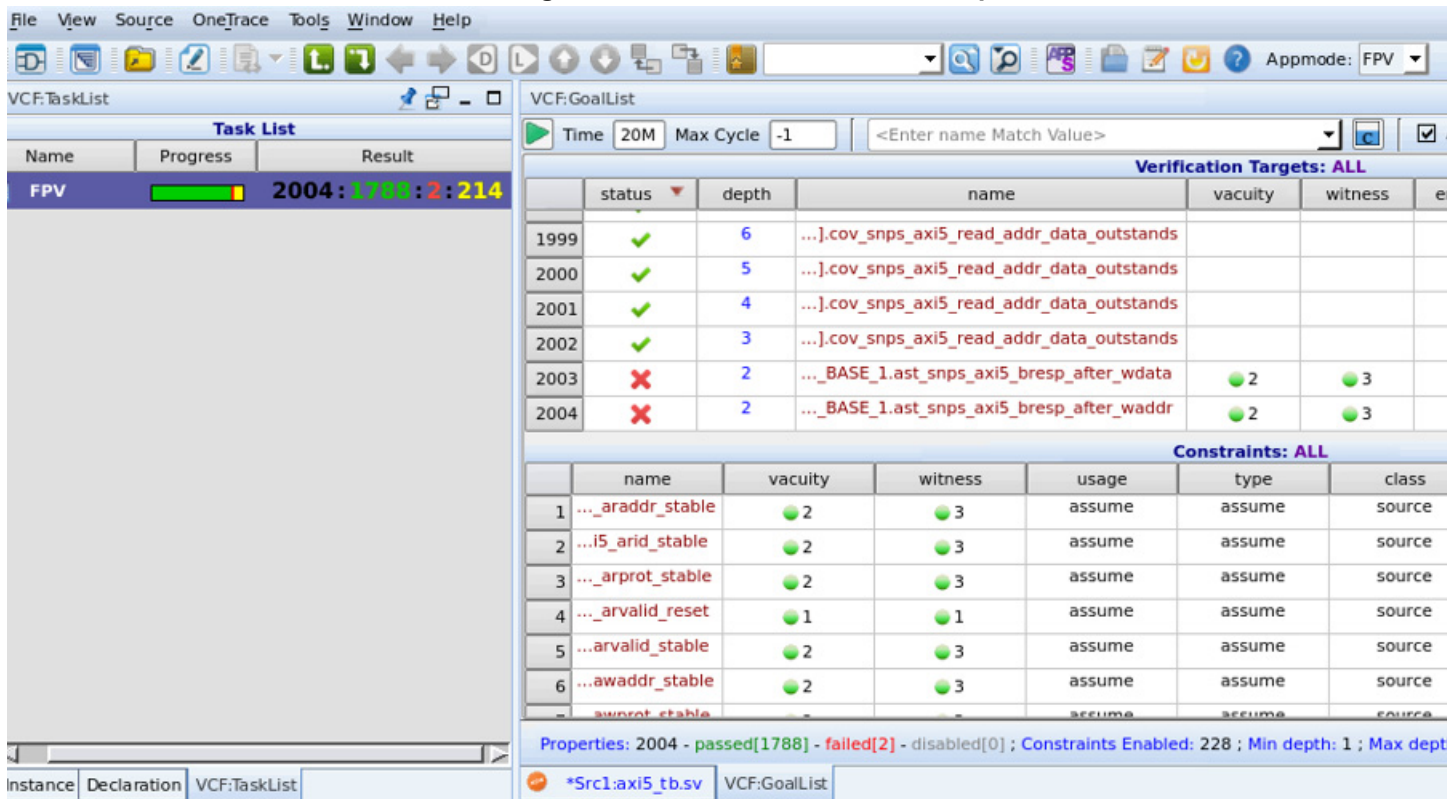 File View Source OneTrace Tools Window Help
Appmode: FPV
VCF:TaskList
VCF:GoalList
Task List
Time 20M Max Cycle -1 <Enter name Match Value>
Name Progress Result
Verification Targets: ALL
FPV 2004:1788:2:214
status depth name vacuity witness
1999 6 ...].cov_snps_axi5_read_addr_data_outstands
2000 5 ...].cov_snps_axi5_read_addr_data_outstands
2001 4 ...].cov_snps_axi5_read_addr_data_outstands
2002 3 ...].cov_snps_axi5_read_addr_data_outstands
2003 2 ..._BASE_1.ast_snps_axi5_bresp_after_wdata 2 3
2004 2 ..._BASE_1.ast_snps_axi5_bresp_after_waddr 2 3
Constraints: ALL
name vacuity witness usage type class
1 ..._araddr_stable 2 3 assume assume source
2 ...i5_arid_stable 2 3 assume assume source
3 ..._arprot_stable 2 3 assume assume source
4 ..._arvalid_reset 1 1 assume assume source
5 ...arvalid_stable 2 3 assume assume source
6 ...awaddr_stable 2 3 assume assume source
Properties: 2004 - passed[1788] - failed[2] - disabled[0] ; Constraints Enabled: 228 ; Min depth: 1 ; Max dept
Instance Declaration VCF:TaskList
*Src1:axi5_tb.sv VCF:GoalList